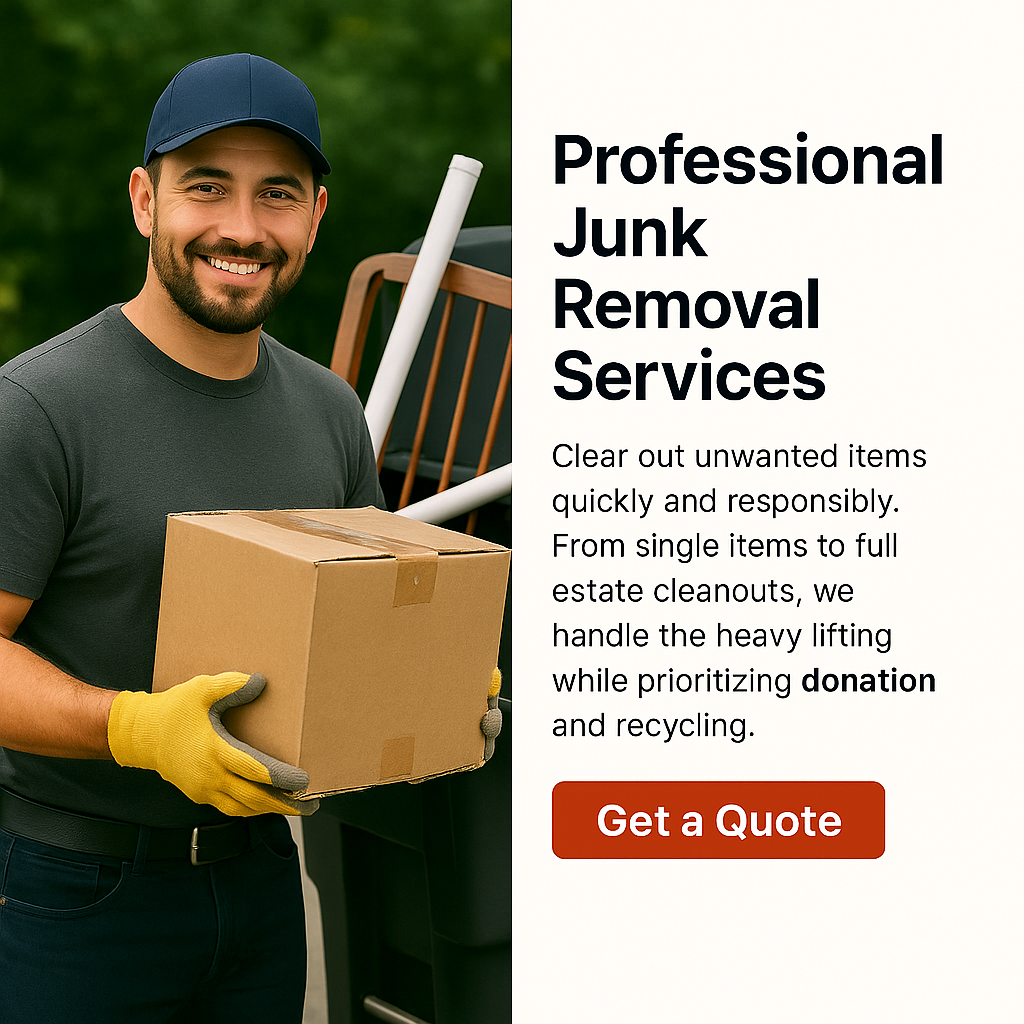 Professional
Junk
Removal
Services
Clear out unwanted items
quickly and responsibly.
From single items to full
estate cleanouts, we
handle the heavy lifting
while prioritizing donation
and recycling.
Get a Quote